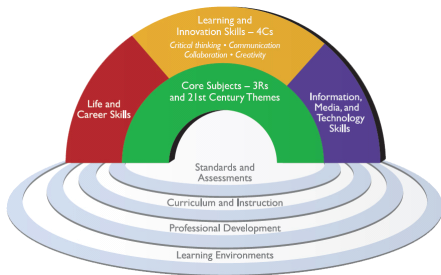 Learning and
Innovation Skills – 4Cs
Critical thinking • Communication
Collaboration • Creativity
Core Subjects – 3Rs
and 21st Century Themes
Life and
Career Skills
Information,
Media, and
Technology
Skills
Standards and
Assessments
Curriculum and Instruction
Professional Development
Learning Environments